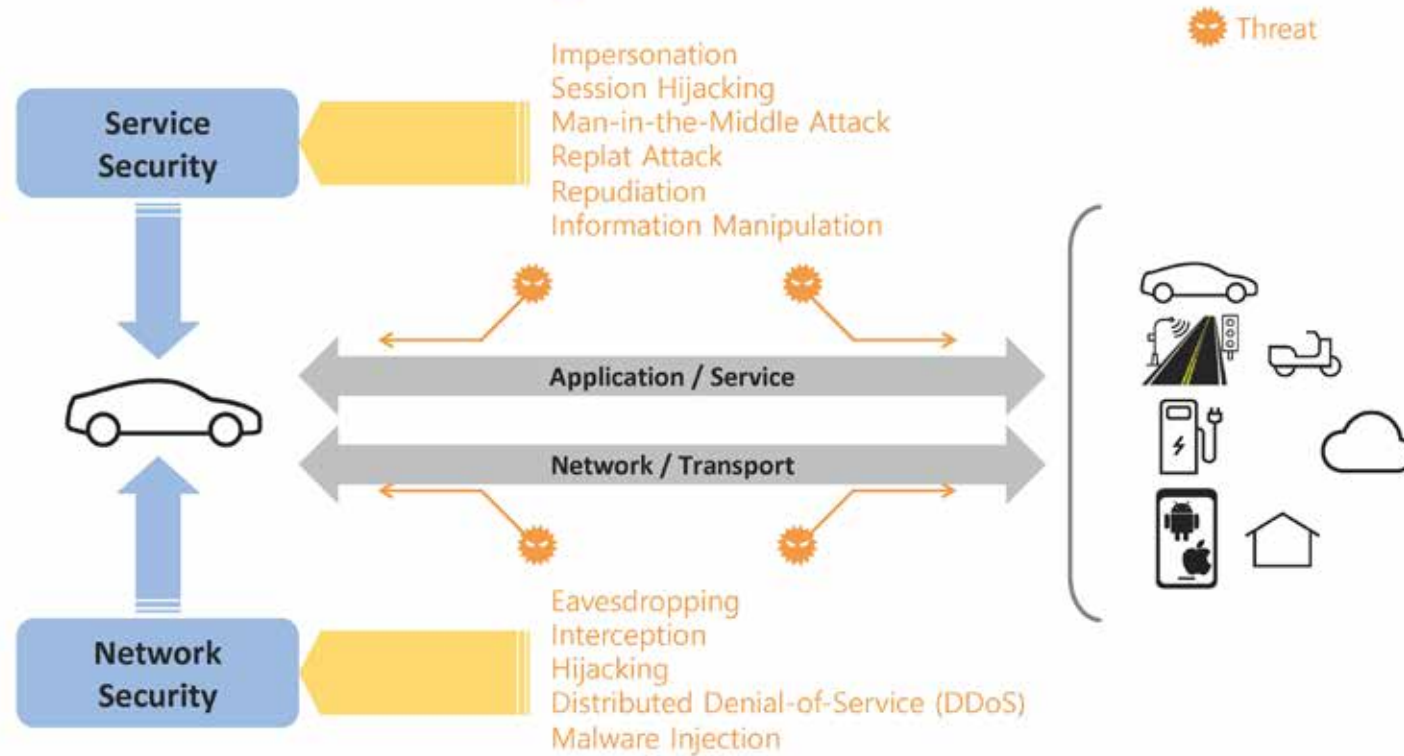 Threat
Impersonation
Session Hijacking
Man-in-the-Middle Attack
Replat Attack
Repudiation
Information Manipulation
Service
Security
Application / Service
Network / Transport
Eavesdropping
Interception
Hijacking
Distributed Denial-of-Service (DDoS)
Malware Injection
Network
Security